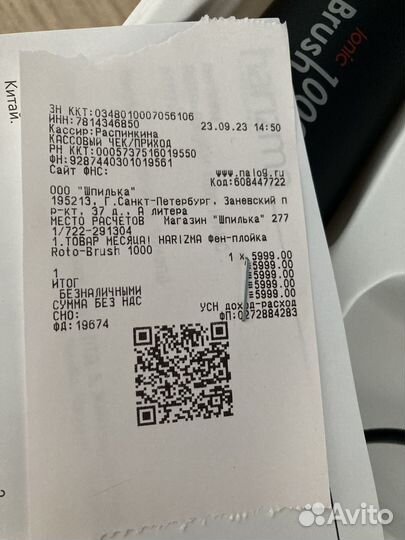 Китай.
Ionic 100
Brush
ЗН ККТ:0348010007056106
ИНН:7814346850
Кассир:Распинкина 23.09.23 14:50
КАССОВЫЙ ЧЕК/ПРИХОД
РН ККТ:0005737516019550
ФН:9287440301019561
Сайт ФНС: www.nalog.ru
Код:608447722
ООО "Шпилька"
195213, Г.Санкт-Петербург. Заневский п
р-кт, 37 д., А литера
МЕСТО РАСЧЕТОВ Магазин "Шпилька" 277
1/722-291304
1.ТОВАР МЕСЯЦА! HARIZMA Фен-плойка
Roto-Brush 1000
1 х 5999.00
=5999.00
1 =5999.00
ИТОГ =5999.00
БЕЗНАЛИЧНЫМИ =5999.00
СУММА БЕЗ НДС
СНО: УСН доход-расход
ФД:19674 ФП:0272884283
Avito